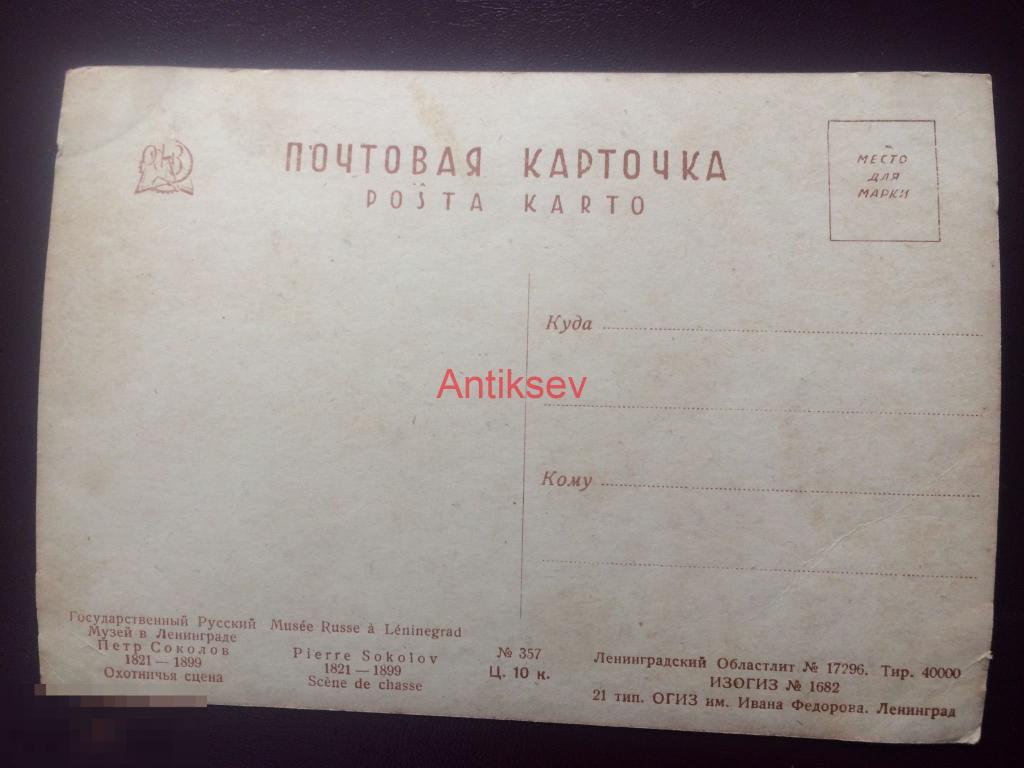 ПОЧТОВАЯ КАРТОЧКА
POŜTA KARTO
МЕСТО
ДЛЯ
МАРКИ
Куда
Antiksev
Кому
Государственный Русский
Музей в Ленинграде
Петр Соколов
1821 — 1899
Охотничья сцена
Musée Russe à Léninegrad
Pierre Sokolov
1821 — 1899
Scène de chasse
№ 357
Ц. 10 к.
Ленинградский Областлит № 17296. Тир. 40000
ИЗОГИЗ № 1682
21 тип. ОГИЗ им. Ивана Федорова. Ленинград